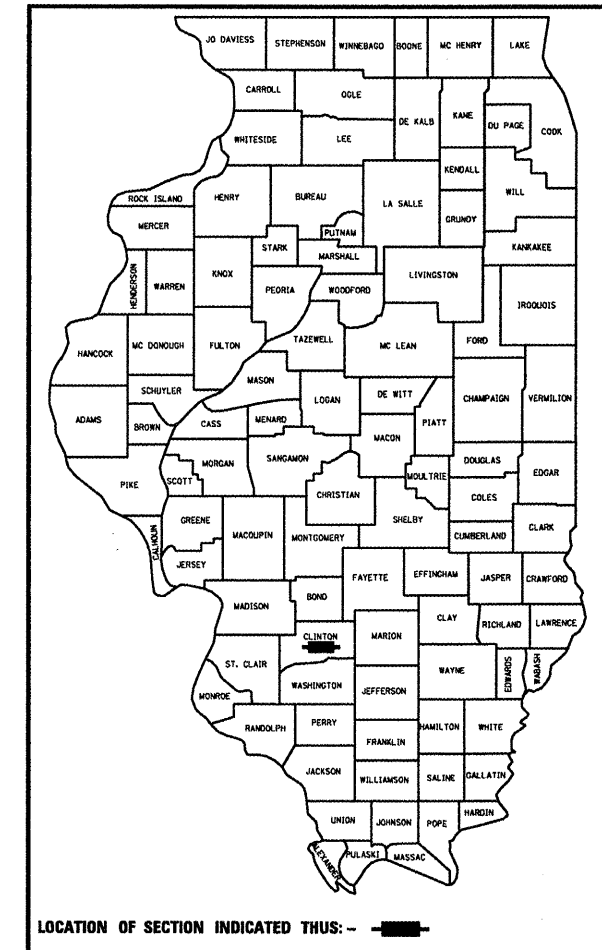 JO DAVIESS
STEPHENSON
WINNEBAGO
BOONE
MC HENRY
LAKE
CARROLL
OGLE
DE KALB
KANE
DU PAGE
COOK
WHITESIDE
LEE
KENDALL
WILL
ROCK ISLAND
HENRY
BUREAU
LA SALLE
GRUNDY
MERCER
PUTNAM
STARK
MARSHALL
KANKAKEE
HENDERSON
WARREN
KNOX
PEORIA
WOODFORD
LIVINGSTON
IROQUOIS
HANCOCK
MC DONOUGH
FULTON
TAZEWELL
MC LEAN
FORD
SCHUYLER
MASON
LOGAN
DE WITT
CHAMPAIGN
VERMILION
ADAMS
BROWN
CASS
MENARD
MACON
PIATT
PIKE
SCOTT
MORGAN
SANGAMON
CHRISTIAN
MOULTRIE
DOUGLAS
EDGAR
COLES
GREENE
CALHOUN
MACOUPIN
MONTGOMERY
SHELBY
CUMBERLAND
CLARK
JERSEY
FAYETTE
EFFINGHAM
JASPER
CRAWFORD
MADISON
BOND
CLAY
RICHLAND
LAWRENCE
CLINTON
MARION
ST. CLAIR
WAYNE
EDWARDS
WABASH
WASHINGTON
JEFFERSON
MONROE
RANDOLPH
PERRY
HAMILTON
WHITE
FRANKLIN
JACKSON
WILLIAMSON
SALINE
GALLATIN
UNION
JOHNSON
POPE
HARDIN
ALEXANDER
PULASKI
MASSAC
LOCATION OF SECTION INDICATED THUS: -